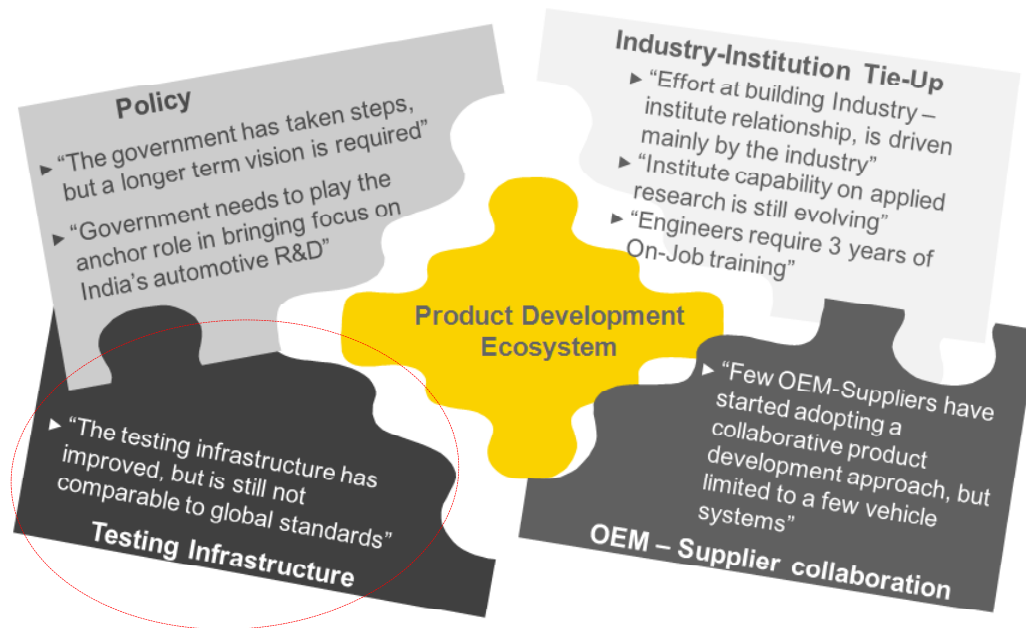 Policy
► “The government has taken steps,
but a longer term vision is required”
► “Government needs to play the
anchor role in bringing focus on
India’s automotive R&D”
Industry-Institution Tie-Up
► “Effort at building Industry –
institute relationship, is driven
mainly by the industry”
► “Institute capability on applied
research is still evolving”
► “Engineers require 3 years of
On-Job training”
Product Development
Ecosystem
► “The testing infrastructure has
improved, but is still not
comparable to global standards”
Testing Infrastructure
► “Few OEM-Suppliers have
started adopting a
collaborative product
development approach, but
limited to a few vehicle
systems”
OEM – Supplier collaboration